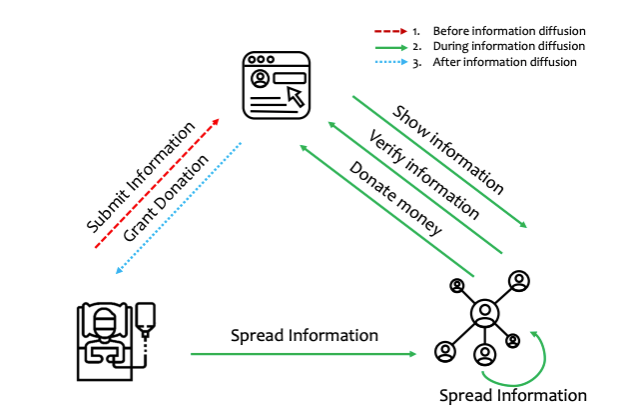 1. Before information diffusion
2. During information diffusion
3. After information diffusion
Submit Information
Grant Donation
Show information
Verify information
Donate money
Spread Information
Spread Information